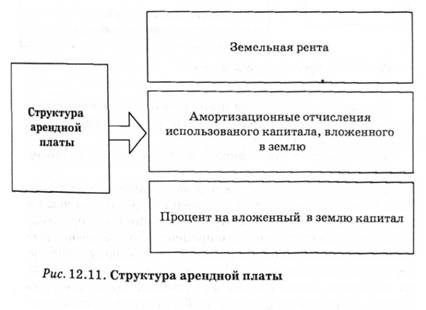 Земельная рента
Структура
арендной
платы
Амортизационные отчисления
использованого капитала, вложенного
в землю
Процент на вложенный в землю капитал
Рис. 12.11. Структура арендной платы